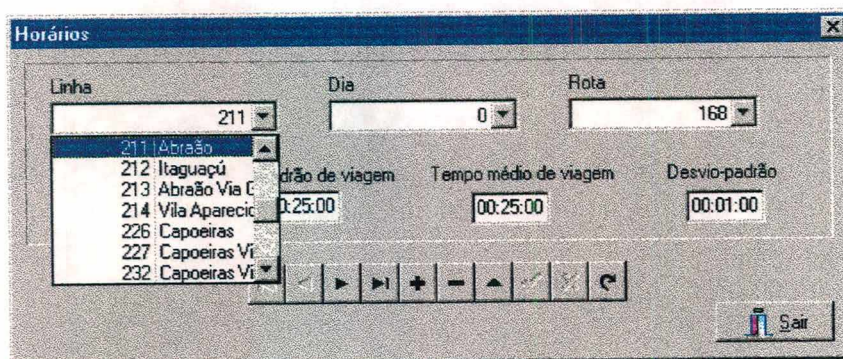 Horários
Linha Dia Rota
211 0 168
211 Abraão
212 Itaguaçú
213 Abraão Via
214 Vila Aparecid
226 Capoeiras
227 Capoeiras Vi
232 Capoeiras Vi
drão de viagem Tempo médio de viagem Desvio-padrão
0:25:00 00:25:00 00:01:00
Sair